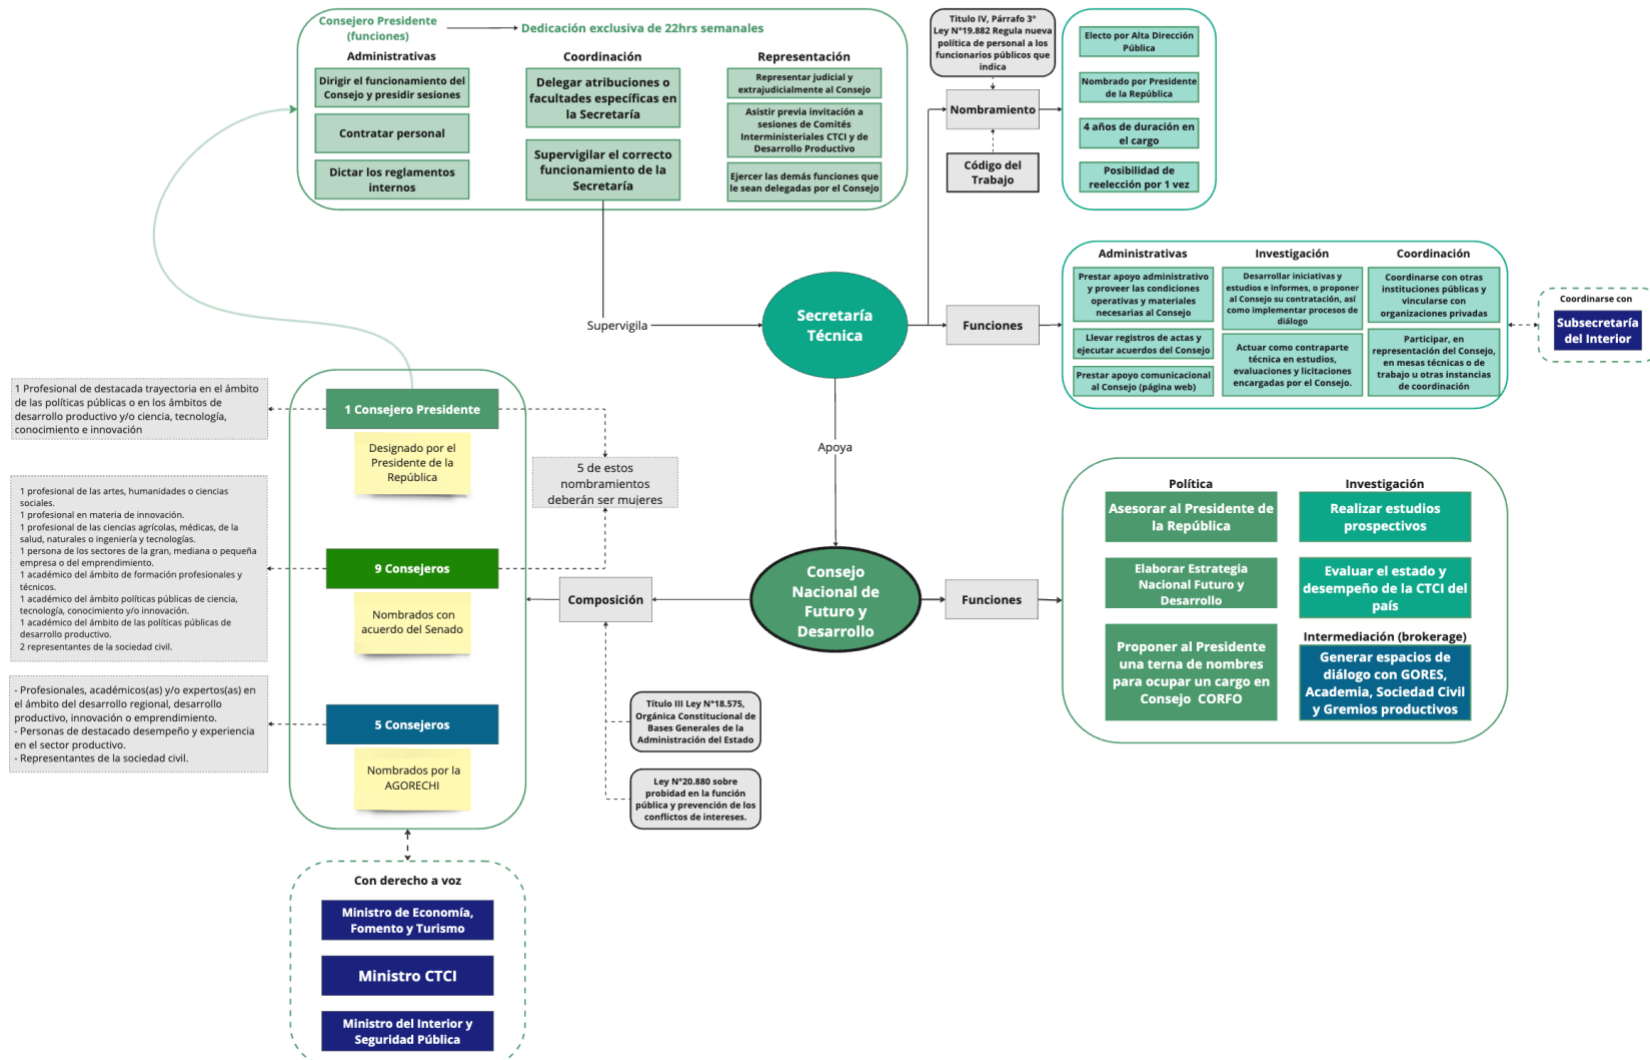 Consejero Presidente
(funciones)
Dedicación exclusiva de 22hrs semanales
Administrativas
Dirigir el funcionamiento del
Consejo y presidir sesiones
Contratar personal
Dictar los reglamentos
internos
Coordinación
Delegar atribuciones o
facultades específicas en
la Secretaría
Supervigilar el correcto
funcionamiento de la
Secretaría
Representación
Representar judicial y
extrajudicialmente al Consejo
Asistir previa invitación a
sesiones de Comités
Interministeriales CTCI y de
Desarrollo Productivo
Ejercer las demás funciones que
le sean delegadas por el Consejo
Título IV, Párrafo 3°
Ley N°19.882 Regula nueva
política de personal a los
funcionarios públicos que
indica
Nombramiento
Código del
Trabajo
Electo por Alta Dirección
Pública
Nombrado por Presidente
de la República
4 años de duración en
el cargo
Posibilidad de
reelección por 1 vez
Supervigila
Secretaría
Técnica
Funciones
Administrativas
Prestar apoyo administrativo
y proveer las condiciones
operativas y materiales
necesarias al Consejo
Llevar registros de actas y
ejecutar acuerdos del Consejo
Prestar apoyo comunicacional
al Consejo (página web)
Investigación
Desarrollar iniciativas y
estudios e informes, o proponer
al Consejo su contratación, así
como implementar procesos de
diálogo
Actuar como contraparte
técnica en estudios,
evaluaciones y licitaciones
encargadas por el Consejo.
Coordinación
Coordinarse con otras
instituciones públicas y
vincularse con
organizaciones privadas
Participar, en
representación del Consejo,
en mesas técnicas o de
trabajo u otras instancias
de coordinación
Coordinarse con
Subsecretaría
del Interior
1 Profesional de destacada trayectoria en el ámbito
de las políticas públicas o en los ámbitos de
desarrollo productivo y/o ciencia, tecnología,
conocimiento e innovación
1 Consejero Presidente
Designado por el
Presidente de la
República
5 de estos
nombramientos
deberán ser mujeres
Apoya
1 profesional de las artes, humanidades o ciencias
sociales.
1 profesional en materia de innovación.
1 profesional de las ciencias agrícolas, médicas, de la
salud, naturales o ingeniería y tecnologías.
1 persona de los sectores de la gran, mediana o pequeña
empresa o del emprendimiento.
1 académico del ámbito de formación profesionales y
técnicos.
1 académico del ámbito políticas públicas de ciencia,
tecnología, conocimiento y/o innovación.
1 académico del ámbito de las políticas públicas de
desarrollo productivo.
2 representantes de la sociedad civil.
9 Consejeros
Nombrados con
acuerdo del Senado
Composición
Consejo
Nacional de
Futuro y
Desarrollo
Funciones
Política
Asesorar al Presidente de
la República
Elaborar Estrategia
Nacional Futuro y
Desarrollo
Proponer al Presidente
una terna de nombres
para ocupar un cargo en
Consejo CORFO
Investigación
Realizar estudios
prospectivos
Evaluar el estado y
desempeño de la CTCI del
país
Intermediación (brokerage)
Generar espacios de
diálogo con GORES,
Academia, Sociedad Civil
y Gremios productivos
- Profesionales, académicos(as) y/o expertos(as) en
el ámbito del desarrollo regional, desarrollo
productivo, innovación o emprendimiento.
- Personas de destacado desempeño y experiencia
en el sector productivo.
- Representantes de la sociedad civil.
5 Consejeros
Nombrados por la
AGORECHI
Título III Ley N°18.575,
Orgánica Constitucional de
Bases Generales de la
Administración del Estado
Ley N°20.880 sobre
probidad en la función
pública y prevención de los
conflictos de intereses.
Con derecho a voz
Ministro de Economía,
Fomento y Turismo
Ministro CTCI
Ministro del Interior y
Seguridad Pública